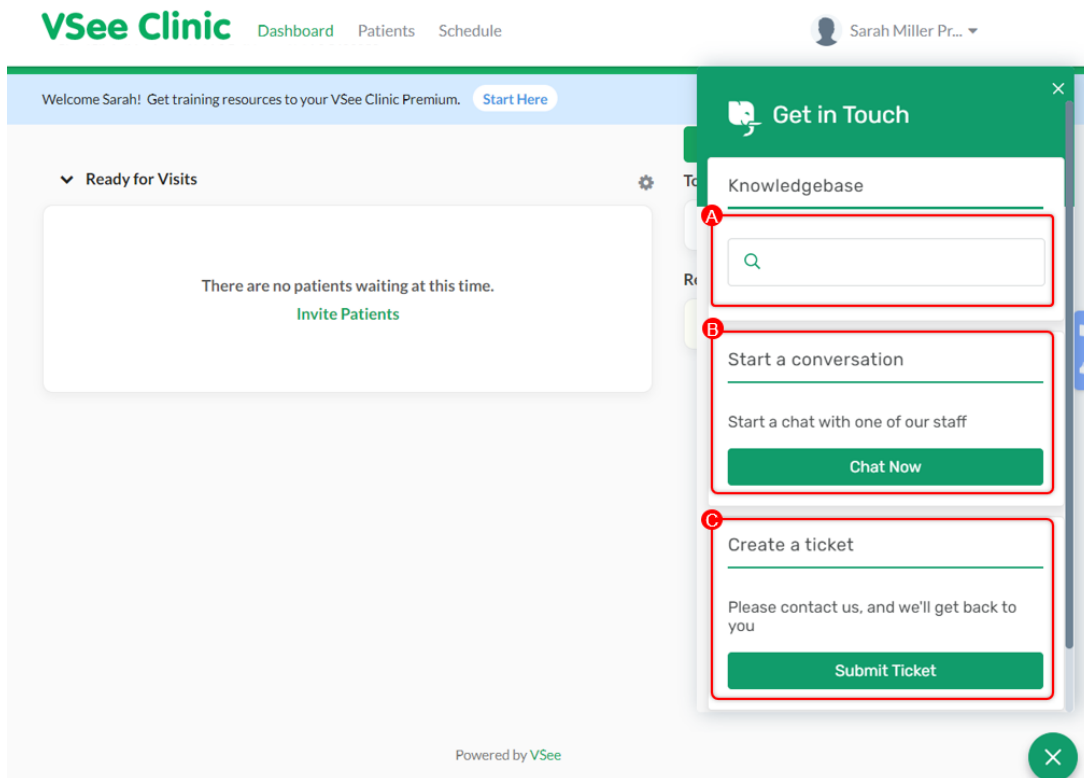 VSee Clinic Dashboard Patients Schedule Sarah Miller Pr...
Welcome Sarah! Get training resources to your VSee Clinic Premium. Start Here
Ready for Visits
There are no patients waiting at this time.
Invite Patients
Get in Touch
Knowledgebase
A
B
Start a conversation
Start a chat with one of our staff
Chat Now
C
Create a ticket
Please contact us, and we'll get back to
you
Submit Ticket
Powered by VSee